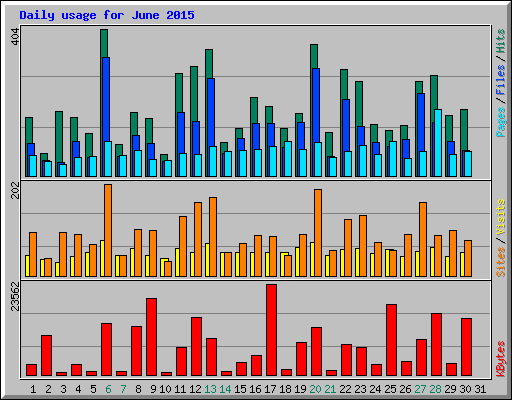 Daily usage for June 2015
404
Pages / Files / Hits
202
Sites / Visits
23562
KBytes
1 2 3 4 5 6 7 8 9 10 11 12 13 14 15 16 17 18 19 20 21 22 23 24 25 26 27 28 29 30 31